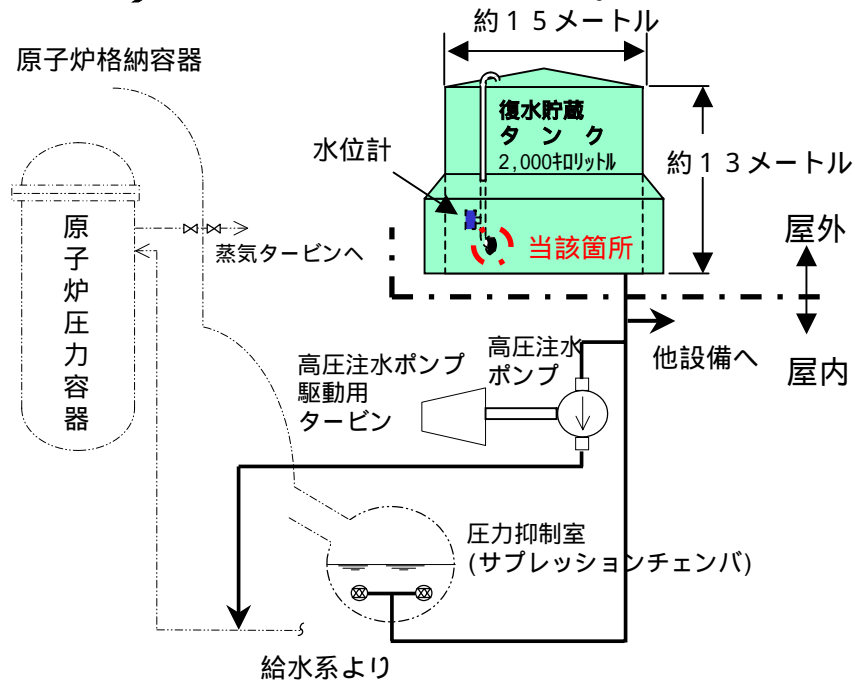 約１５メートル
原子炉格納容器
復水貯蔵
タンク
2,000ｷﾛﾘｯﾄﾙ
水位計
約１３メートル
原子炉圧力容器
蒸気タービンへ
当該箇所
屋外
屋内
他設備へ
高圧注水
ポンプ
高圧注水ポンプ
駆動用
タービン
圧力抑制室
(サプレッションチェンバ)
給水系より